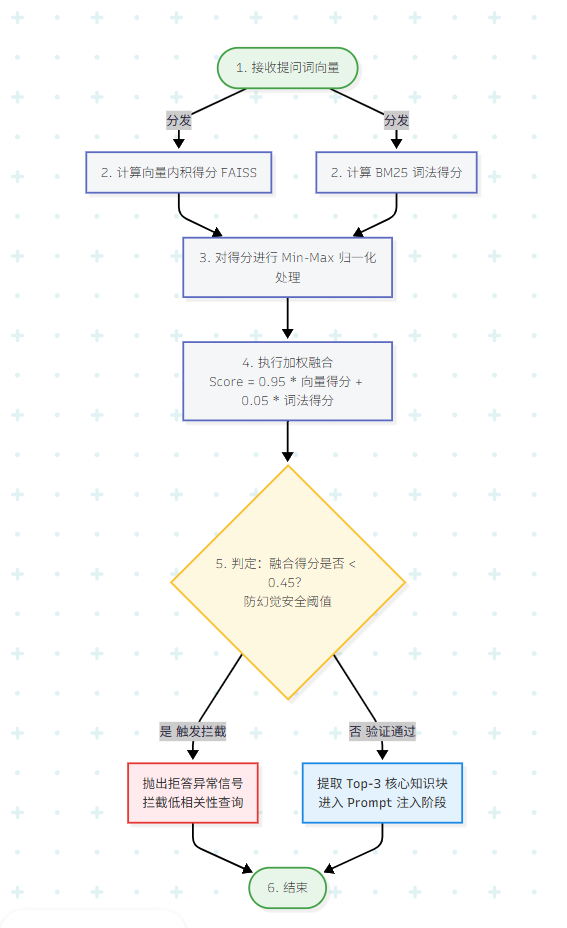 1. 接收提问词向量
分发
分发
2. 计算向量内积得分 FAISS
2. 计算 BM25 词法得分
3. 对得分进行 Min-Max 归一化
处理
4. 执行加权融合
Score = 0.95 * 向量得分 +
0.05 * 词法得分
5. 判定：融合得分是否 <
0.45?
防幻觉安全阈值
是 触发拦截
否 验证通过
抛出拒答异常信号
拦截低相关性查询
提取 Top-3 核心知识块
进入 Prompt 注入阶段
6. 结束